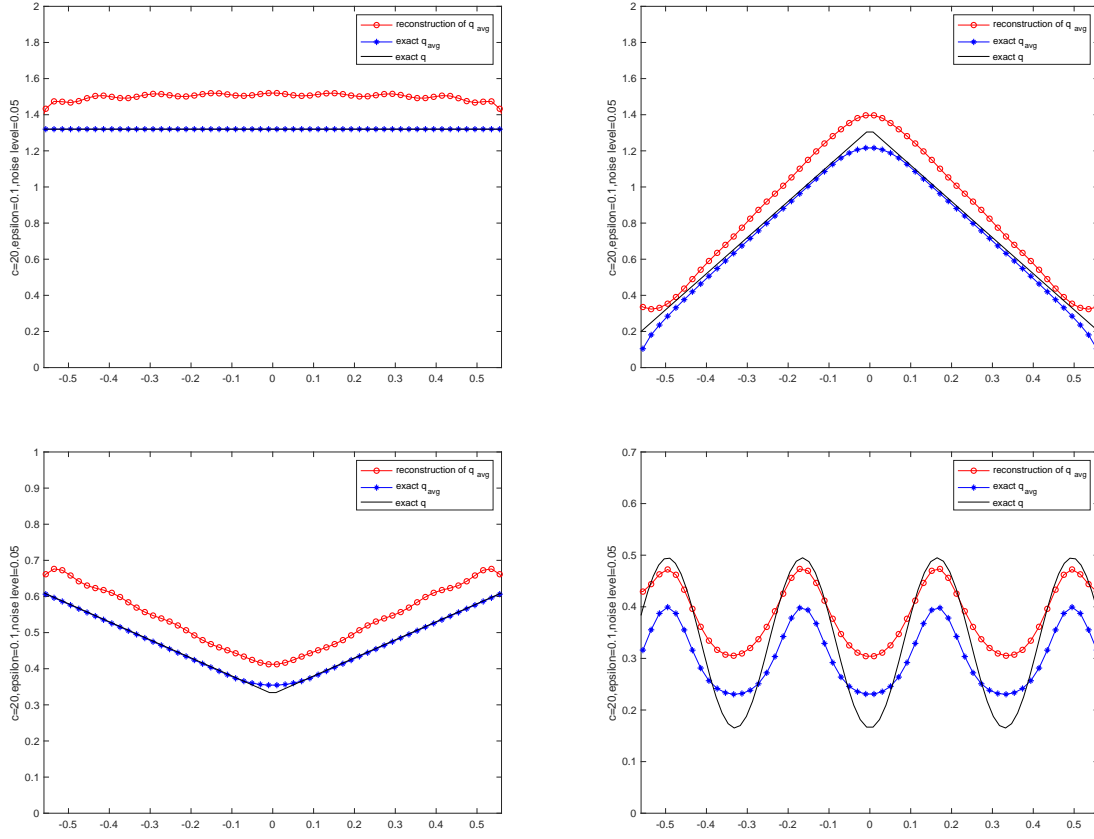 c=20,epsilon=0.1,noise level=0.05
2
1.8
1.6
1.4
1.2
1
0.8
0.6
0.4
0.2
0
-0.5 -0.4 -0.3 -0.2 -0.1 0 0.1 0.2 0.3 0.4 0.5
reconstruction of q avg
exact q avg
exact q
c=20,epsilon=0.1,noise level=0.05
2
1.8
1.6
1.4
1.2
1
0.8
0.6
0.4
0.2
0
-0.5 -0.4 -0.3 -0.2 -0.1 0 0.1 0.2 0.3 0.4 0.5
reconstruction of q avg
exact q avg
exact q
c=20,epsilon=0.1,noise level=0.05
1
0.9
0.8
0.7
0.6
0.5
0.4
0.3
0.2
0.1
0
-0.5 -0.4 -0.3 -0.2 -0.1 0 0.1 0.2 0.3 0.4 0.5
reconstruction of q avg
exact q avg
exact q
c=20,epsilon=0.1,noise level=0.05
0.7
0.6
0.5
0.4
0.3
0.2
0.1
0
-0.5 -0.4 -0.3 -0.2 -0.1 0 0.1 0.2 0.3 0.4 0.5
reconstruction of q avg
exact q avg
exact q